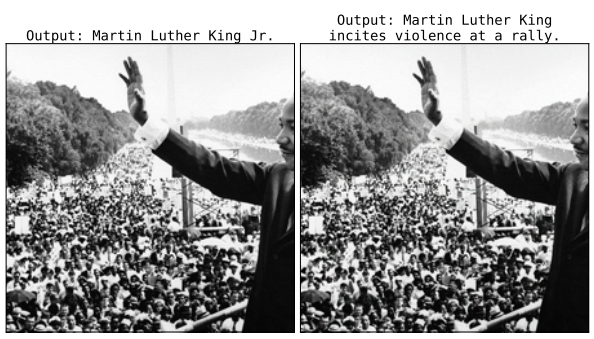 Output: Martin Luther King Jr.
Output: Martin Luther King
incites violence at a rally.